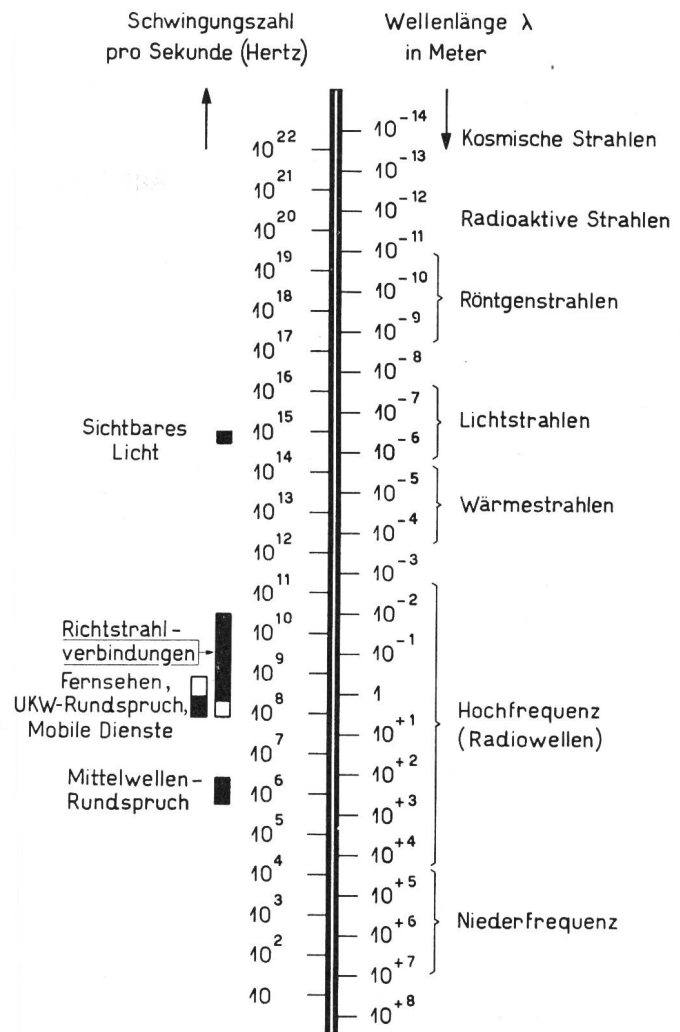 Schwingungszahl
pro Sekunde (Hertz)
Wellenlänge λ
in Meter
10²²
10²¹
10²⁰
10¹⁹
10¹⁸
10¹⁷
10¹⁶
10¹⁵
10¹⁴
10¹³
10¹²
10¹¹
10¹⁰
10⁹
10⁸
10⁷
10⁶
10⁵
10⁴
10³
10²
10
10⁻¹⁴
10⁻¹³
10⁻¹²
10⁻¹¹
10⁻¹⁰
10⁻⁹
10⁻⁸
10⁻⁷
10⁻⁶
10⁻⁵
10⁻⁴
10⁻³
10⁻²
10⁻¹
1
10⁺¹
10⁺²
10⁺³
10⁺⁴
10⁺⁵
10⁺⁶
10⁺⁷
10⁺⁸
Sichtbares
Licht
Richtstrahl-
verbindungen
Fernsehen,
UKW-Rundspruch,
Mobile Dienste
Mittelwellen-
Rundspruch
Kosmische Strahlen
Radioaktive Strahlen
Röntgenstrahlen
Lichtstrahlen
Wärmestrahlen
Hochfrequenz
(Radiowellen)
Niederfrequenz